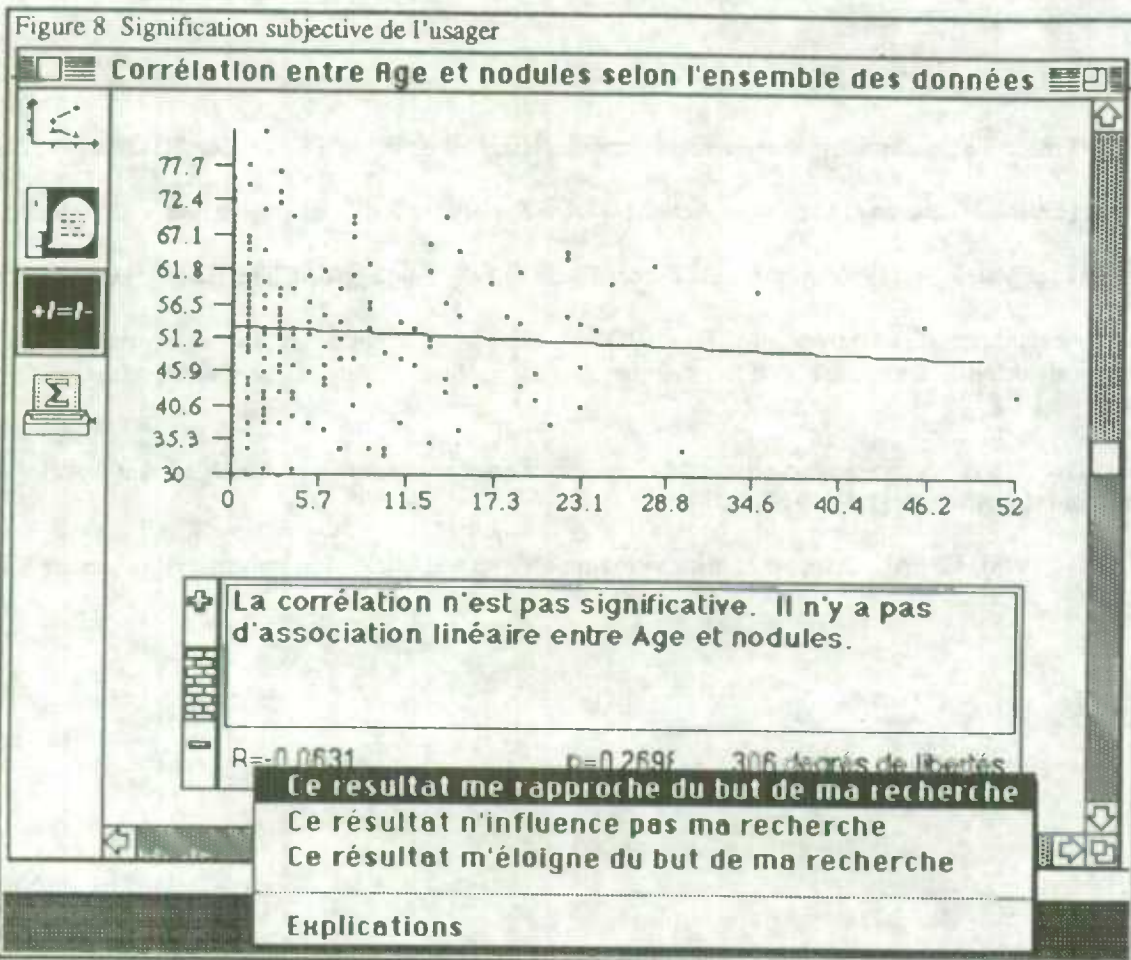 Figure 8 Signification subjective de l'usager
Corrélation entre Age et nodules selon l'ensemble des données
77.7
72.4
67.1
61.8
56.5
51.2
45.9
40.6
35.3
30
0 5.7 11.5 17.3 23.1 28.8 34.6 40.4 46.2 52
+/=/-
Σ
La corrélation n'est pas significative. Il n'y a pas
d'association linéaire entre Age et nodules.
R=-0.0631 306 degrés de libertés
Ce résultat me rapproche du but de ma recherche
Ce résultat n'influence pas ma recherche
Ce résultat m'éloigne du but de ma recherche
Explications